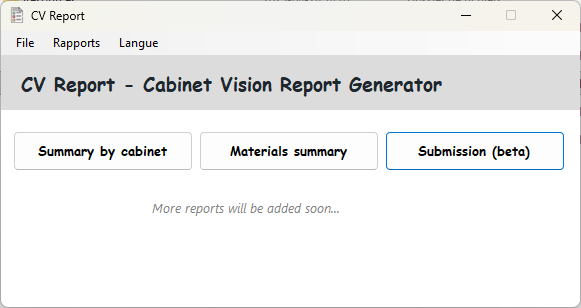 CV Report
File Rapports Langue
CV Report - Cabinet Vision Report Generator
Summary by cabinet Materials summary Submission (beta)
More reports will be added soon...